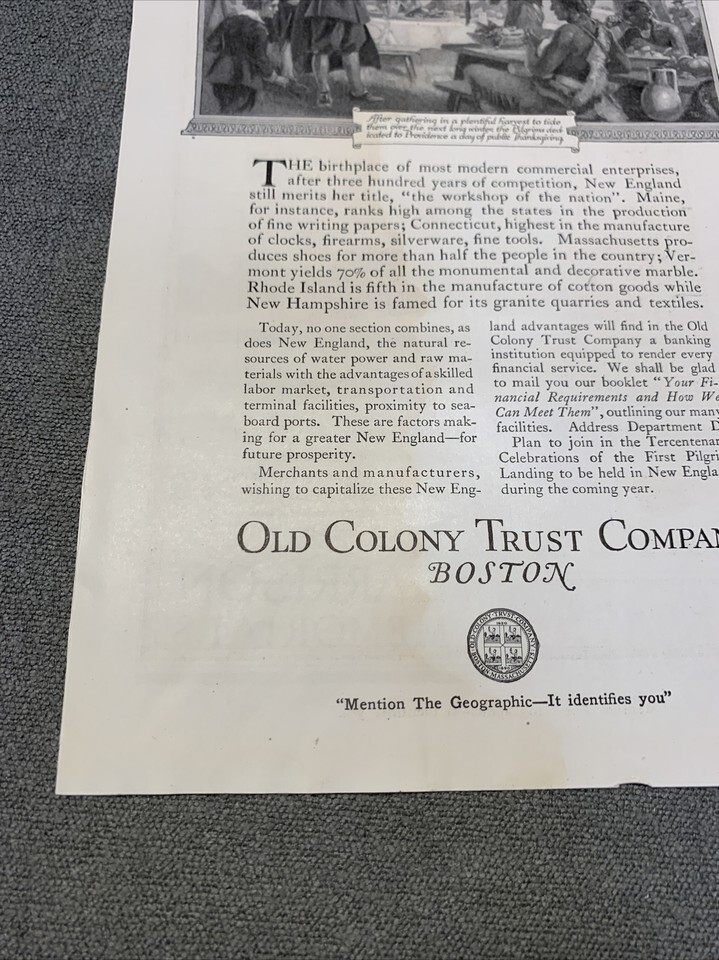 After gathering in a plentiful harvest to tide
them over the next long winter, the Pilgrims ded-
icated to Providence a day of public thanksgiving
THE birthplace of most modern commercial enterprises,
after three hundred years of competition, New England
still merits her title, “the workshop of the nation”. Maine,
for instance, ranks high among the states in the production
of fine writing papers; Connecticut, highest in the manufacture
of clocks, firearms, silverware, fine tools. Massachusetts pro-
duces shoes for more than half the people in the country; Ver-
mont yields 70% of all the monumental and decorative marble.
Rhode Island is fifth in the manufacture of cotton goods while
New Hampshire is famed for its granite quarries and textiles.
Today, no one section combines, as
does New England, the natural re-
sources of water power and raw ma-
terials with the advantages of a skilled
labor market, transportation and
terminal facilities, proximity to sea-
board ports. These are factors mak-
ing for a greater New England—for
future prosperity.
Merchants and manufacturers,
wishing to capitalize these New Eng-
land advantages will find in the Old
Colony Trust Company a banking
institution equipped to render every
financial service. We shall be glad
to mail you our booklet “Your Fi-
nancial Requirements and How We
Can Meet Them”, outlining our many
facilities. Address Department D
Plan to join in the Tercentenar
Celebrations of the First Pilgri
Landing to be held in New Engla
during the coming year.
OLD COLONY TRUST COMPAN
BOSTON
OLD·COLONY·TRUST·COMPANY
BOSTON MASSACHUSETTS
“Mention The Geographic—It identifies you”